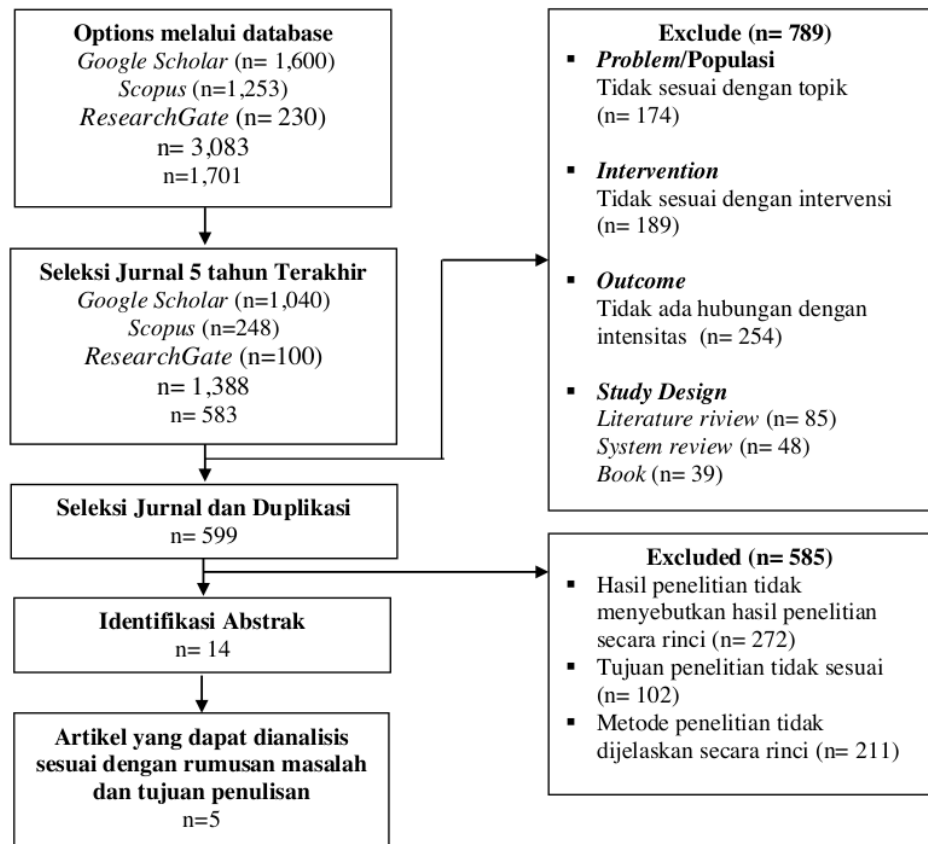 Options melalui database
Google Scholar (n= 1,600)
Scopus (n=1,253)
ResearchGate (n= 230)
n= 3,083
n=1,701
Seleksi Jurnal 5 tahun Terakhir
Google Scholar (n=1,040)
Scopus (n=248)
ResearchGate (n=100)
n= 1,388
n= 583
Seleksi Jurnal dan Duplikasi
n= 599
Identifikasi Abstrak
n= 14
Artikel yang dapat dianalisis
sesuai dengan rumusan masalah
dan tujuan penulisan
n=5
Exclude (n= 789)
▪ Problem/Populasi
Tidak sesuai dengan topik
(n= 174)
▪ Intervention
Tidak sesuai dengan intervensi
(n= 189)
▪ Outcome
Tidak ada hubungan dengan
intensitas (n= 254)
▪ Study Design
Literature riview (n= 85)
System review (n= 48)
Book (n= 39)
Excluded (n= 585)
▪ Hasil penelitian tidak
menyebutkan hasil penelitian
secara rinci (n= 272)
▪ Tujuan penelitian tidak sesuai
(n= 102)
▪ Metode penelitian tidak
dijelaskan secara rinci (n= 211)